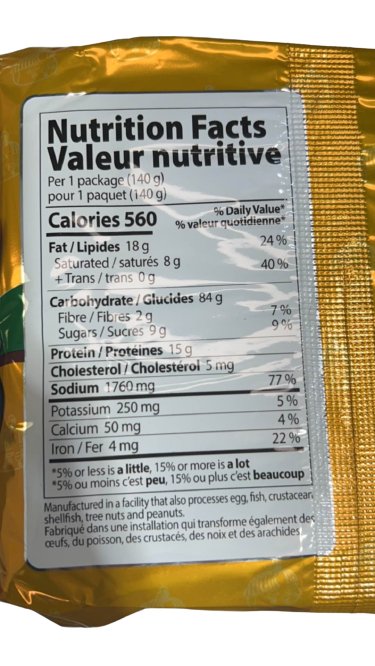 Nutrition Facts
Valeur nutritive
Per 1 package (140 g)
pour 1 paquet (140 g)
Calories 560
% Daily Value*
% valeur quotidienne*
Fat / Lipides 18 g 24 %
Saturated / saturés 8 g
+ Trans / trans 0 g 40 %
Carbohydrate / Glucides 84 g
Fibre / Fibres 2 g 7 %
Sugars / Sucres 9 g 9 %
Protein / Protéines 15 g
Cholesterol / Cholestérol 5 mg
Sodium 1760 mg 77 %
Potassium 250 mg 5 %
Calcium 50 mg 4 %
Iron / Fer 4 mg 22 %
*5% or less is a little, 15% or more is a lot
*5% ou moins c'est peu, 15% ou plus c'est beaucoup
Manufactured in a facility that also processes egg, fish, crustacean,
shellfish, tree nuts and peanuts.
Fabriqué dans une installation qui transforme également des
œufs, du poisson, des crustacés, des noix et des arachides